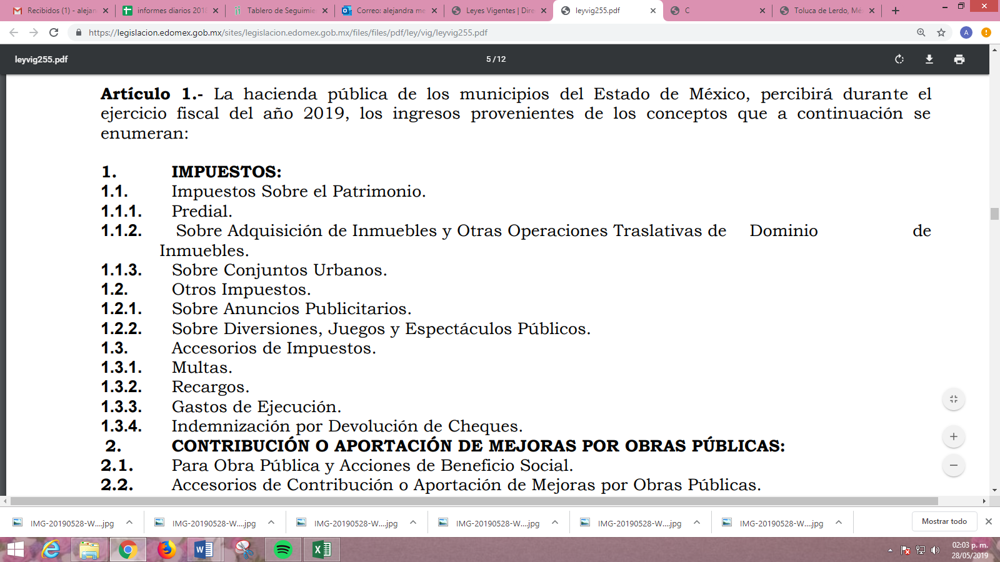 Recibidos (1) - alejan
informes diarios 2018
Tablero de Seguimie
Correo: alejandra me
Leyes Vigentes | Dire
leyvig255.pdf
C
Toluca de Lerdo, Mé
https://legislacion.edomex.gob.mx/sites/legislacion.edomex.gob.mx/files/files/pdf/ley/vig/leyvig255.pdf
A
leyvig255.pdf
5 / 12
Artículo 1.- La hacienda pública de los municipios del Estado de México, percibirá durante el
ejercicio fiscal del año 2019, los ingresos provenientes de los conceptos que a continuación se
enumeran:
1. IMPUESTOS:
1.1. Impuestos Sobre el Patrimonio.
1.1.1. Predial.
1.1.2. Sobre Adquisición de Inmuebles y Otras Operaciones Traslativas de Dominio de
Inmuebles.
1.1.3. Sobre Conjuntos Urbanos.
1.2. Otros Impuestos.
1.2.1. Sobre Anuncios Publicitarios.
1.2.2. Sobre Diversiones, Juegos y Espectáculos Públicos.
1.3. Accesorios de Impuestos.
1.3.1. Multas.
1.3.2. Recargos.
1.3.3. Gastos de Ejecución.
1.3.4. Indemnización por Devolución de Cheques.
2. CONTRIBUCIÓN O APORTACIÓN DE MEJORAS POR OBRAS PÚBLICAS:
2.1. Para Obra Pública y Acciones de Beneficio Social.
2.2. Accesorios de Contribución o Aportación de Mejoras por Obras Públicas.
IMG-20190528-W....jpg
IMG-20190528-W....jpg
IMG-20190528-W....jpg
IMG-20190528-W....jpg
IMG-20190528-W....jpg
IMG-20190528-W....jpg
Mostrar todo
02:03 p. m.
28/05/2019